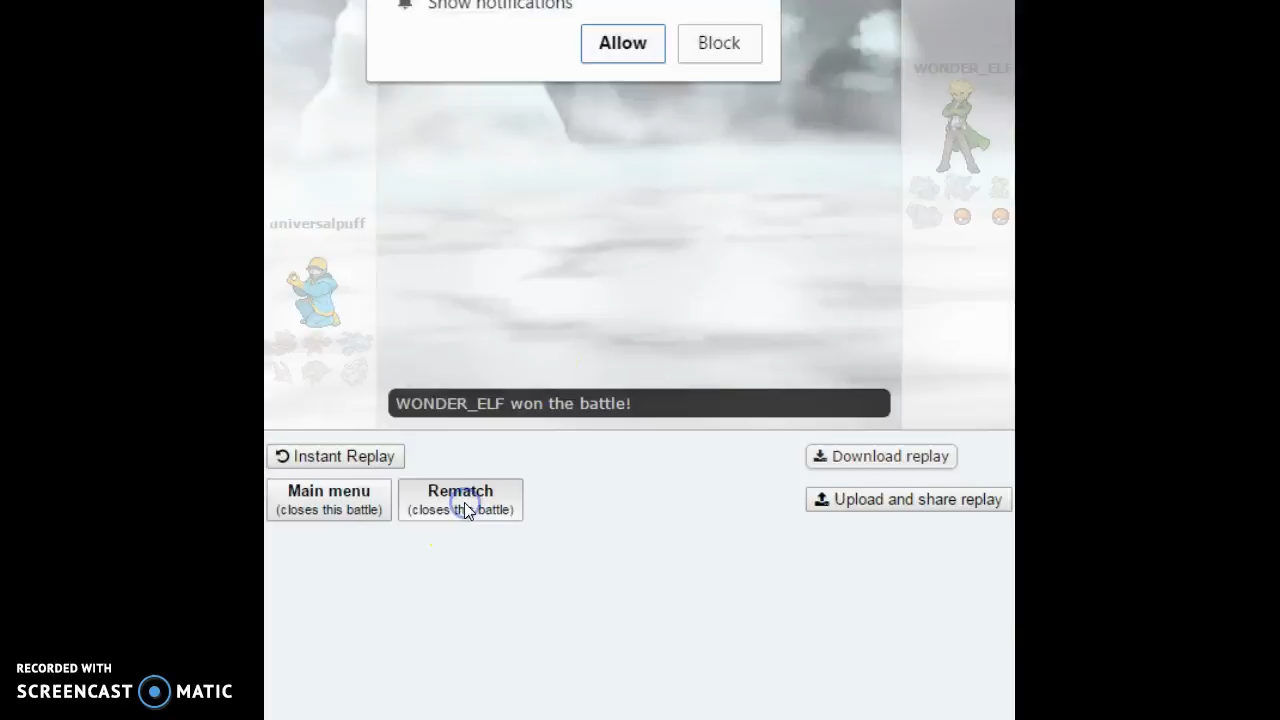 Show notifications
Allow
Block
WONDER_ELF
universalpuff
WONDER_ELF won the battle!
Instant Replay
Download replay
Main menu
(closes this battle)
Rematch
(closes this battle)
Upload and share replay
RECORDED WITH
SCREENCAST MATIC